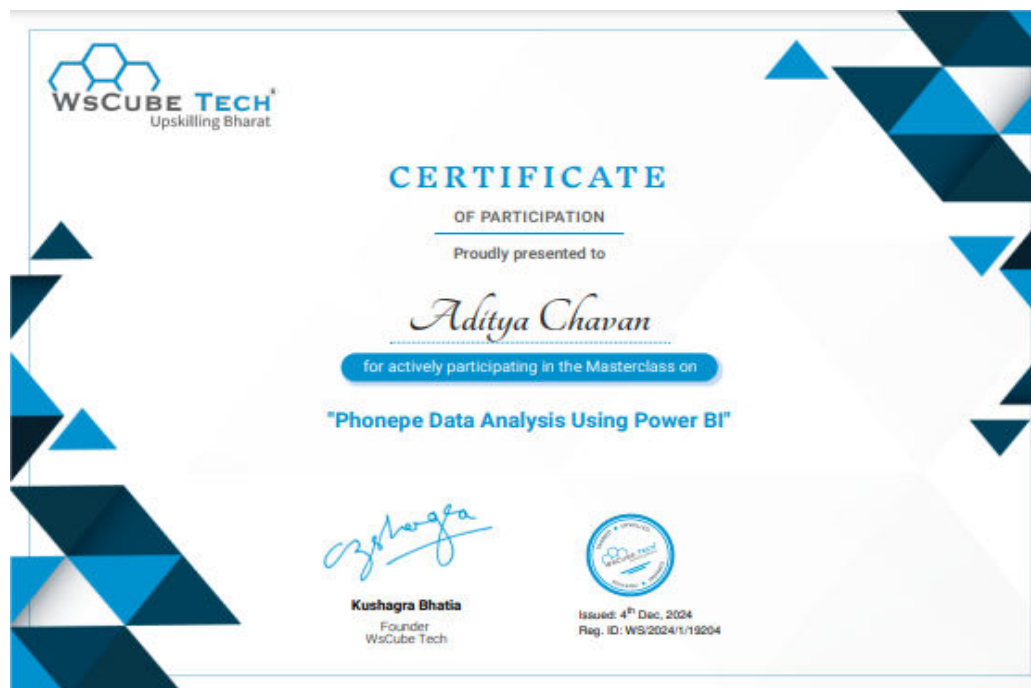 WSCUBE TECH
Upskilling Bharat
CERTIFICATE
OF PARTICIPATION
Proudly presented to
Aditya Chavan
for actively participating in the Masterclass on
"Phonepe Data Analysis Using Power BI"
Kushagra Bhatia
Founder
WsCube Tech
WSCUBE TECH
Issued: 4th Dec, 2024
Reg. ID: WS/2024/1/19204